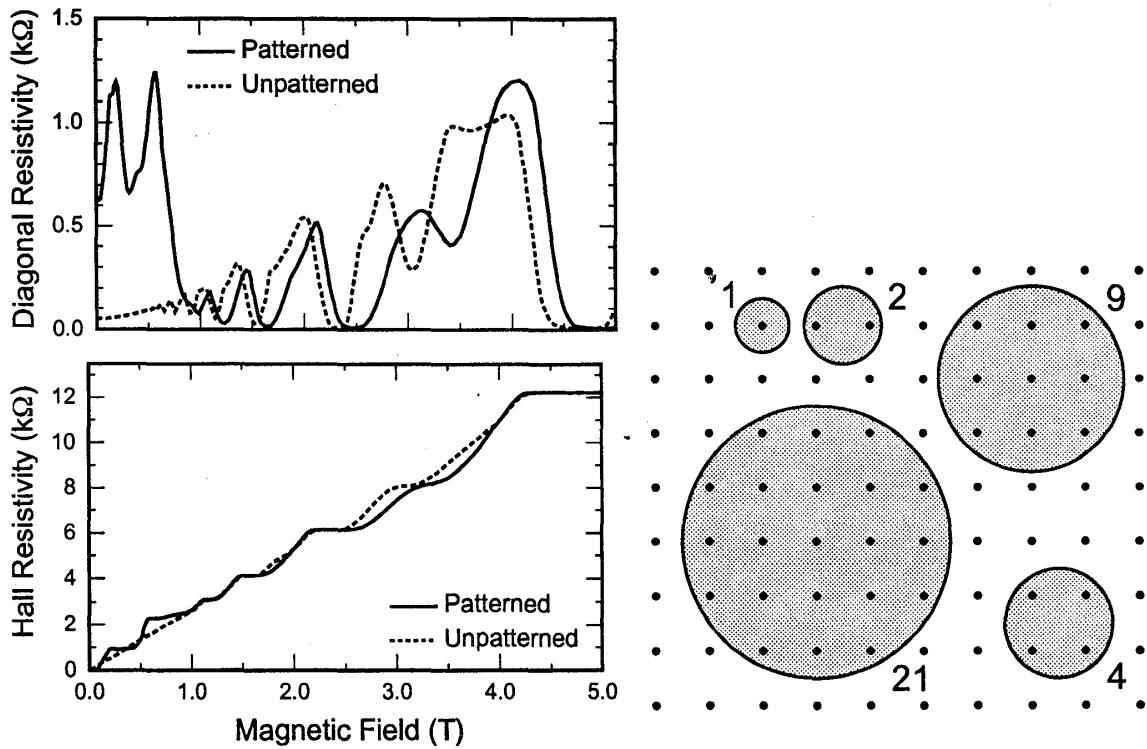 1.5
Patterned
Unpatterned
1.0
0.5
0.0
Diagonal Resistivity (kΩ)
12
10
8
6
4
2
0
Hall Resistivity (kΩ)
Patterned
Unpatterned
0.0 1.0 2.0 3.0 4.0 5.0
Magnetic Field (T)
1 2 9
21 4